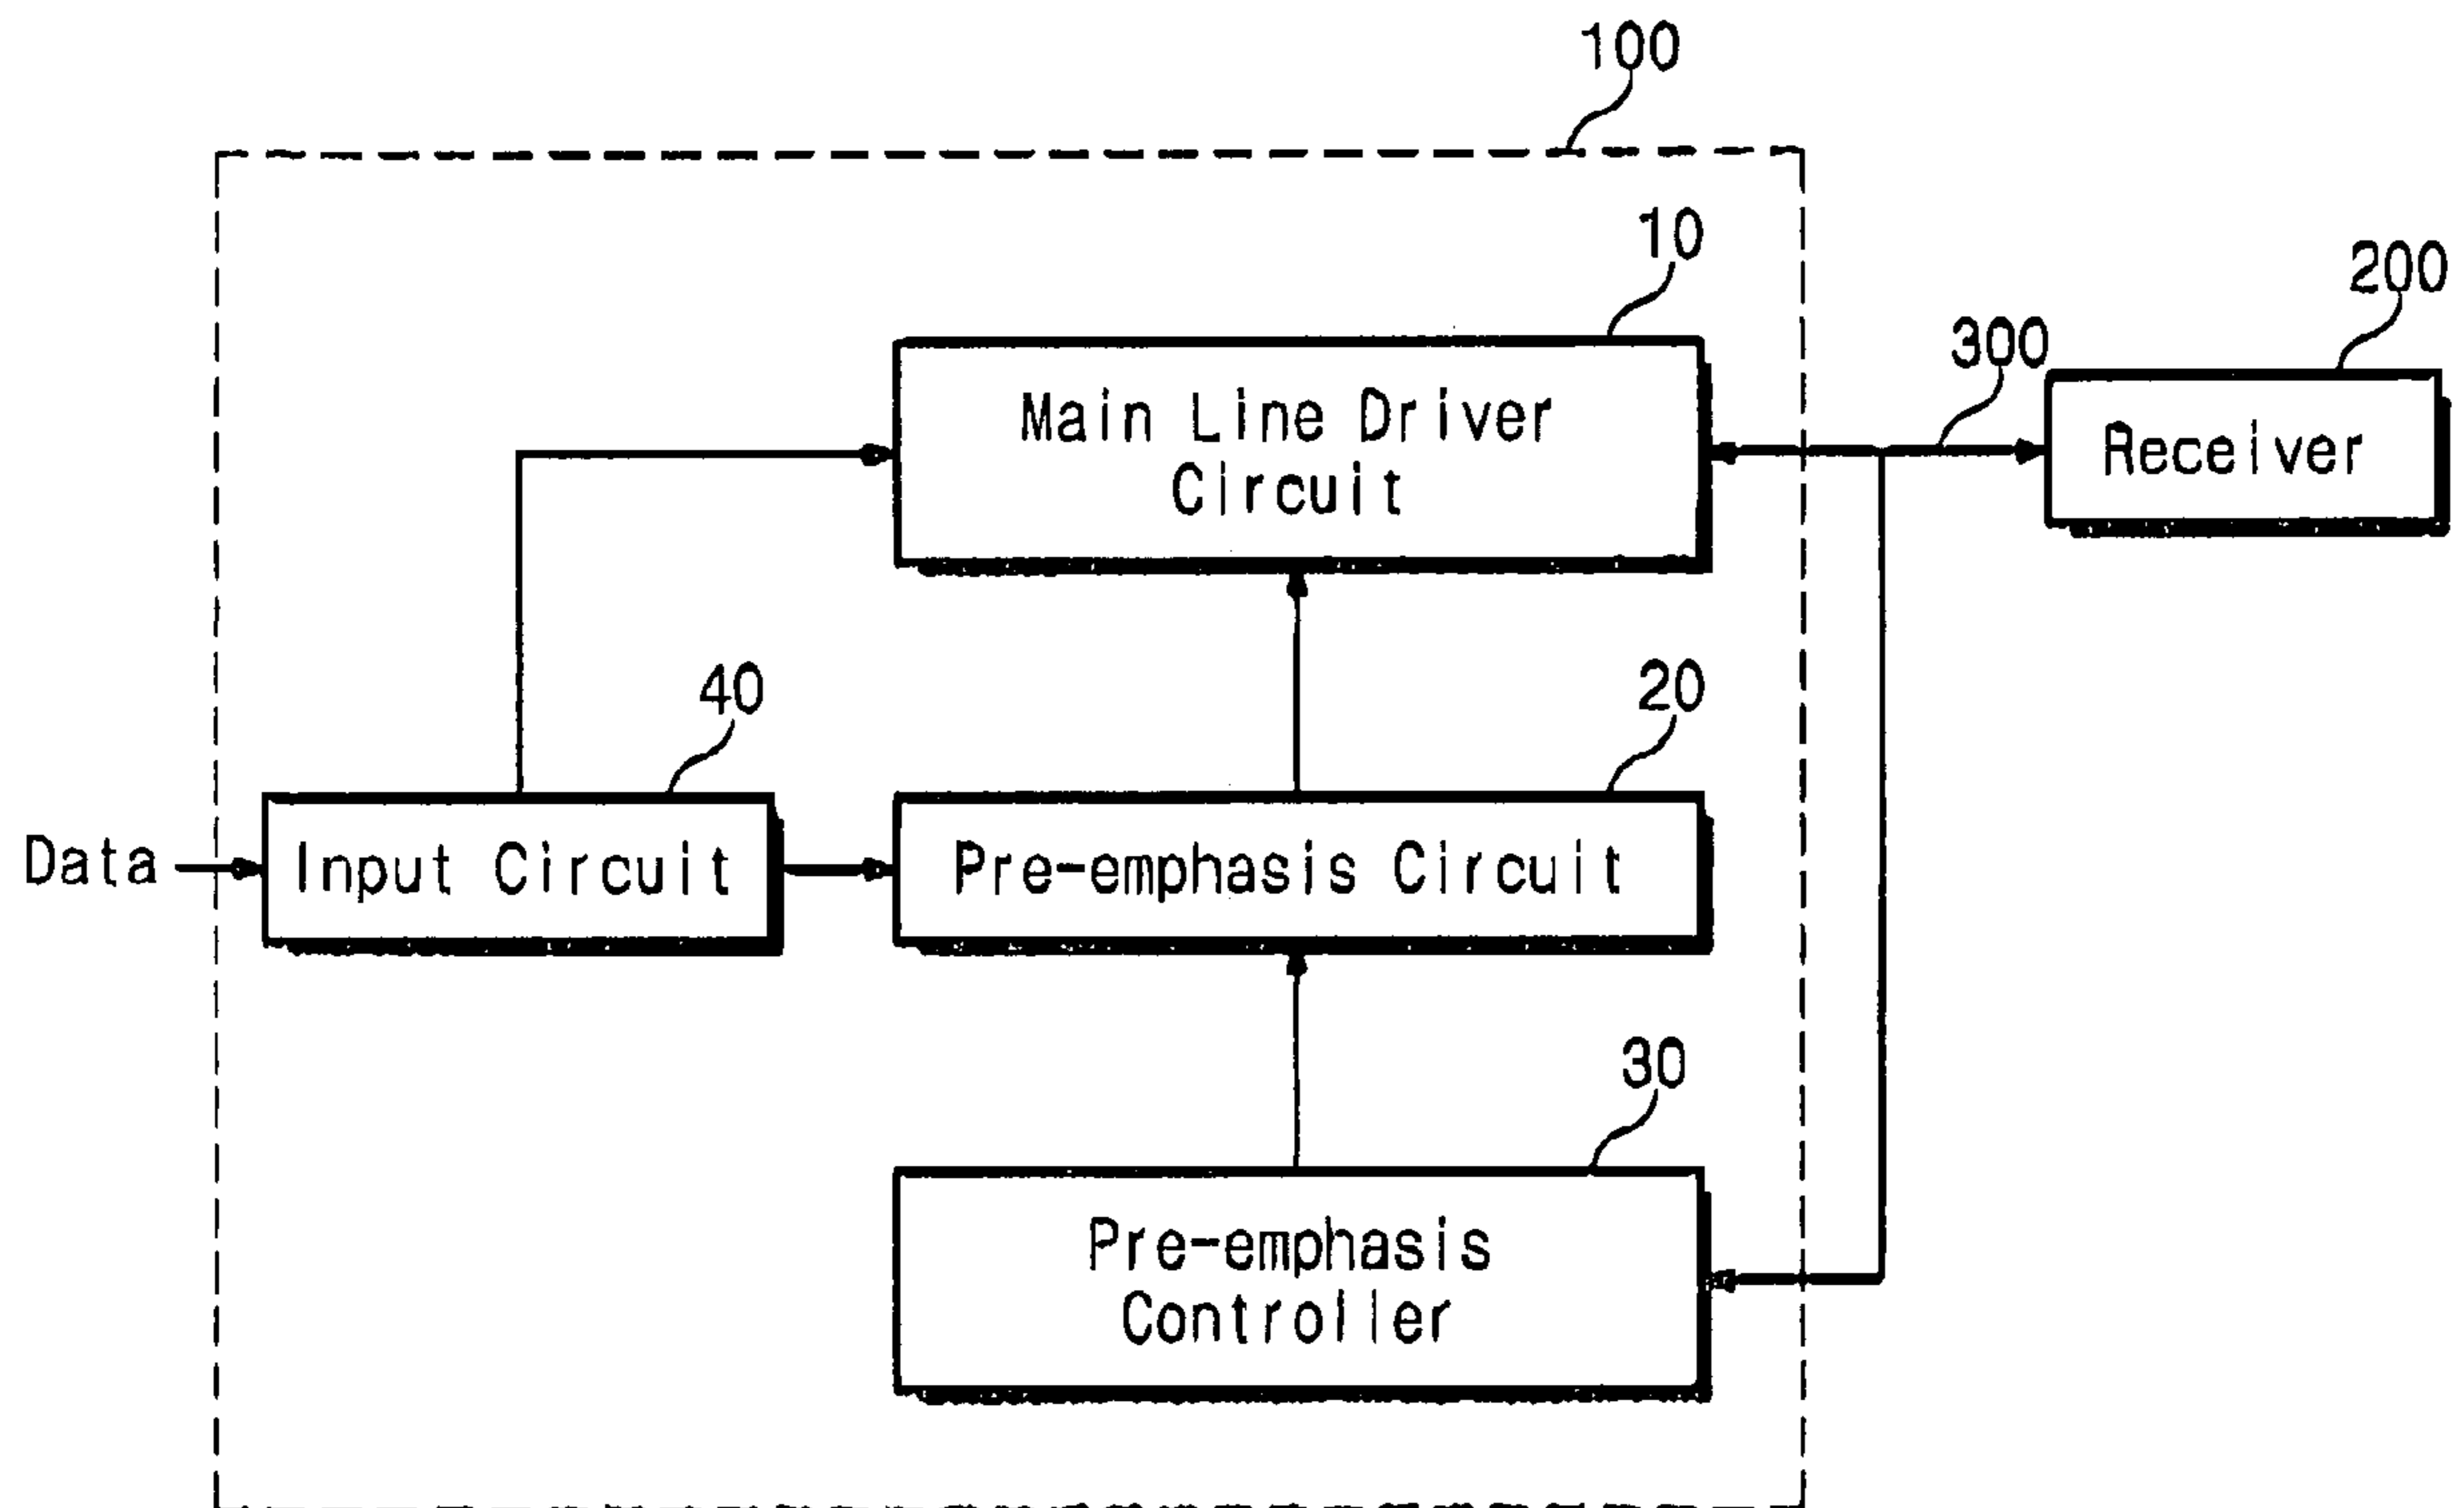 100
10
200
300
Main Line Driver
Circuit
Receiver
40
20
Data
Input Circuit
Pre-emphasis Circuit
30
Pre-emphasis
Controller